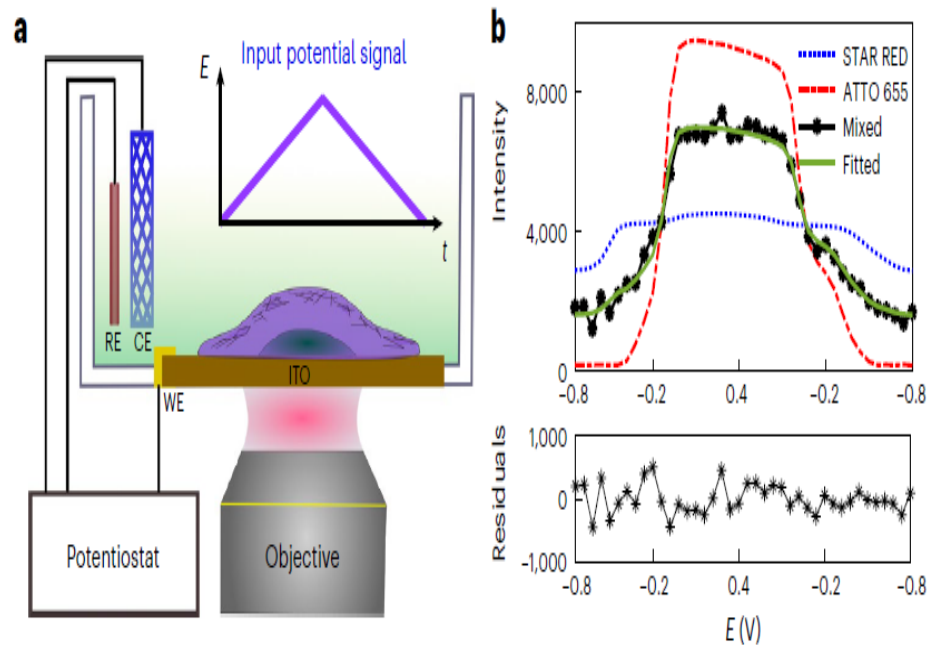 a
E
Input potential signal
t
RE
CE
ITO
WE
Potentiostat
Objective
b
Intensity
8,000
4,000
0
STAR RED
ATTO 655
Mixed
Fitted
−0.8
−0.2
0.4
−0.2
−0.8
Residuals
1,000
0
−1,000
−0.8
−0.2
0.4
−0.2
−0.8
E (V)